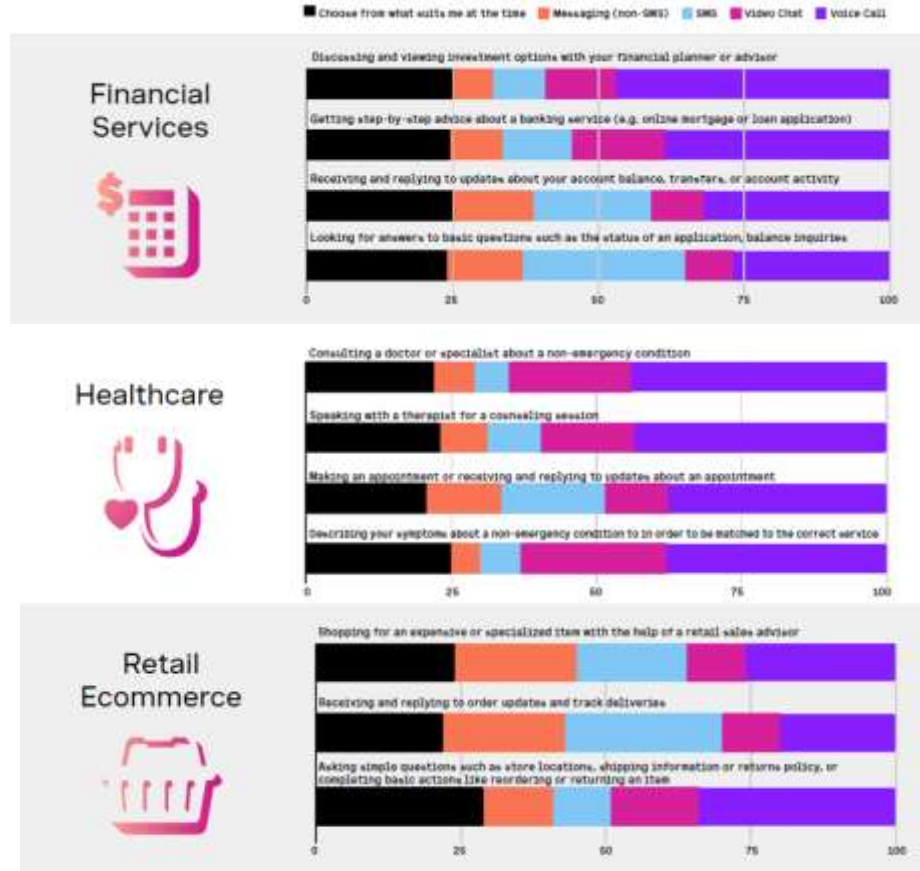 Choose from what suits me at the time Messaging (non-SMS) SMS Video Chat Voice Call
Financial
Services
Discussing and viewing investment options with your financial planner or advisor
Getting step-by-step advice about a banking service (e.g. online mortgage or loan application)
Receiving and replying to updates about your account balance, transfers, or account activity
Looking for answers to basic questions such as the status of an application, balance inquiries
0 25 50 75 100
Healthcare
Consulting a doctor or specialist about a non-emergency condition
Speaking with a therapist for a counseling session
Making an appointment or receiving and replying to updates about an appointment
Describing your symptoms about a non-emergency condition to in order to be matched to the correct service
0 25 50 75 100
Retail
Ecommerce
Shopping for an expensive or specialized item with the help of a retail sales advisor
Receiving and replying to order updates and track deliveries
Asking simple questions such as store locations, shipping information or returns policy, or
completing basic actions like reordering or returning an item
0 25 50 75 100